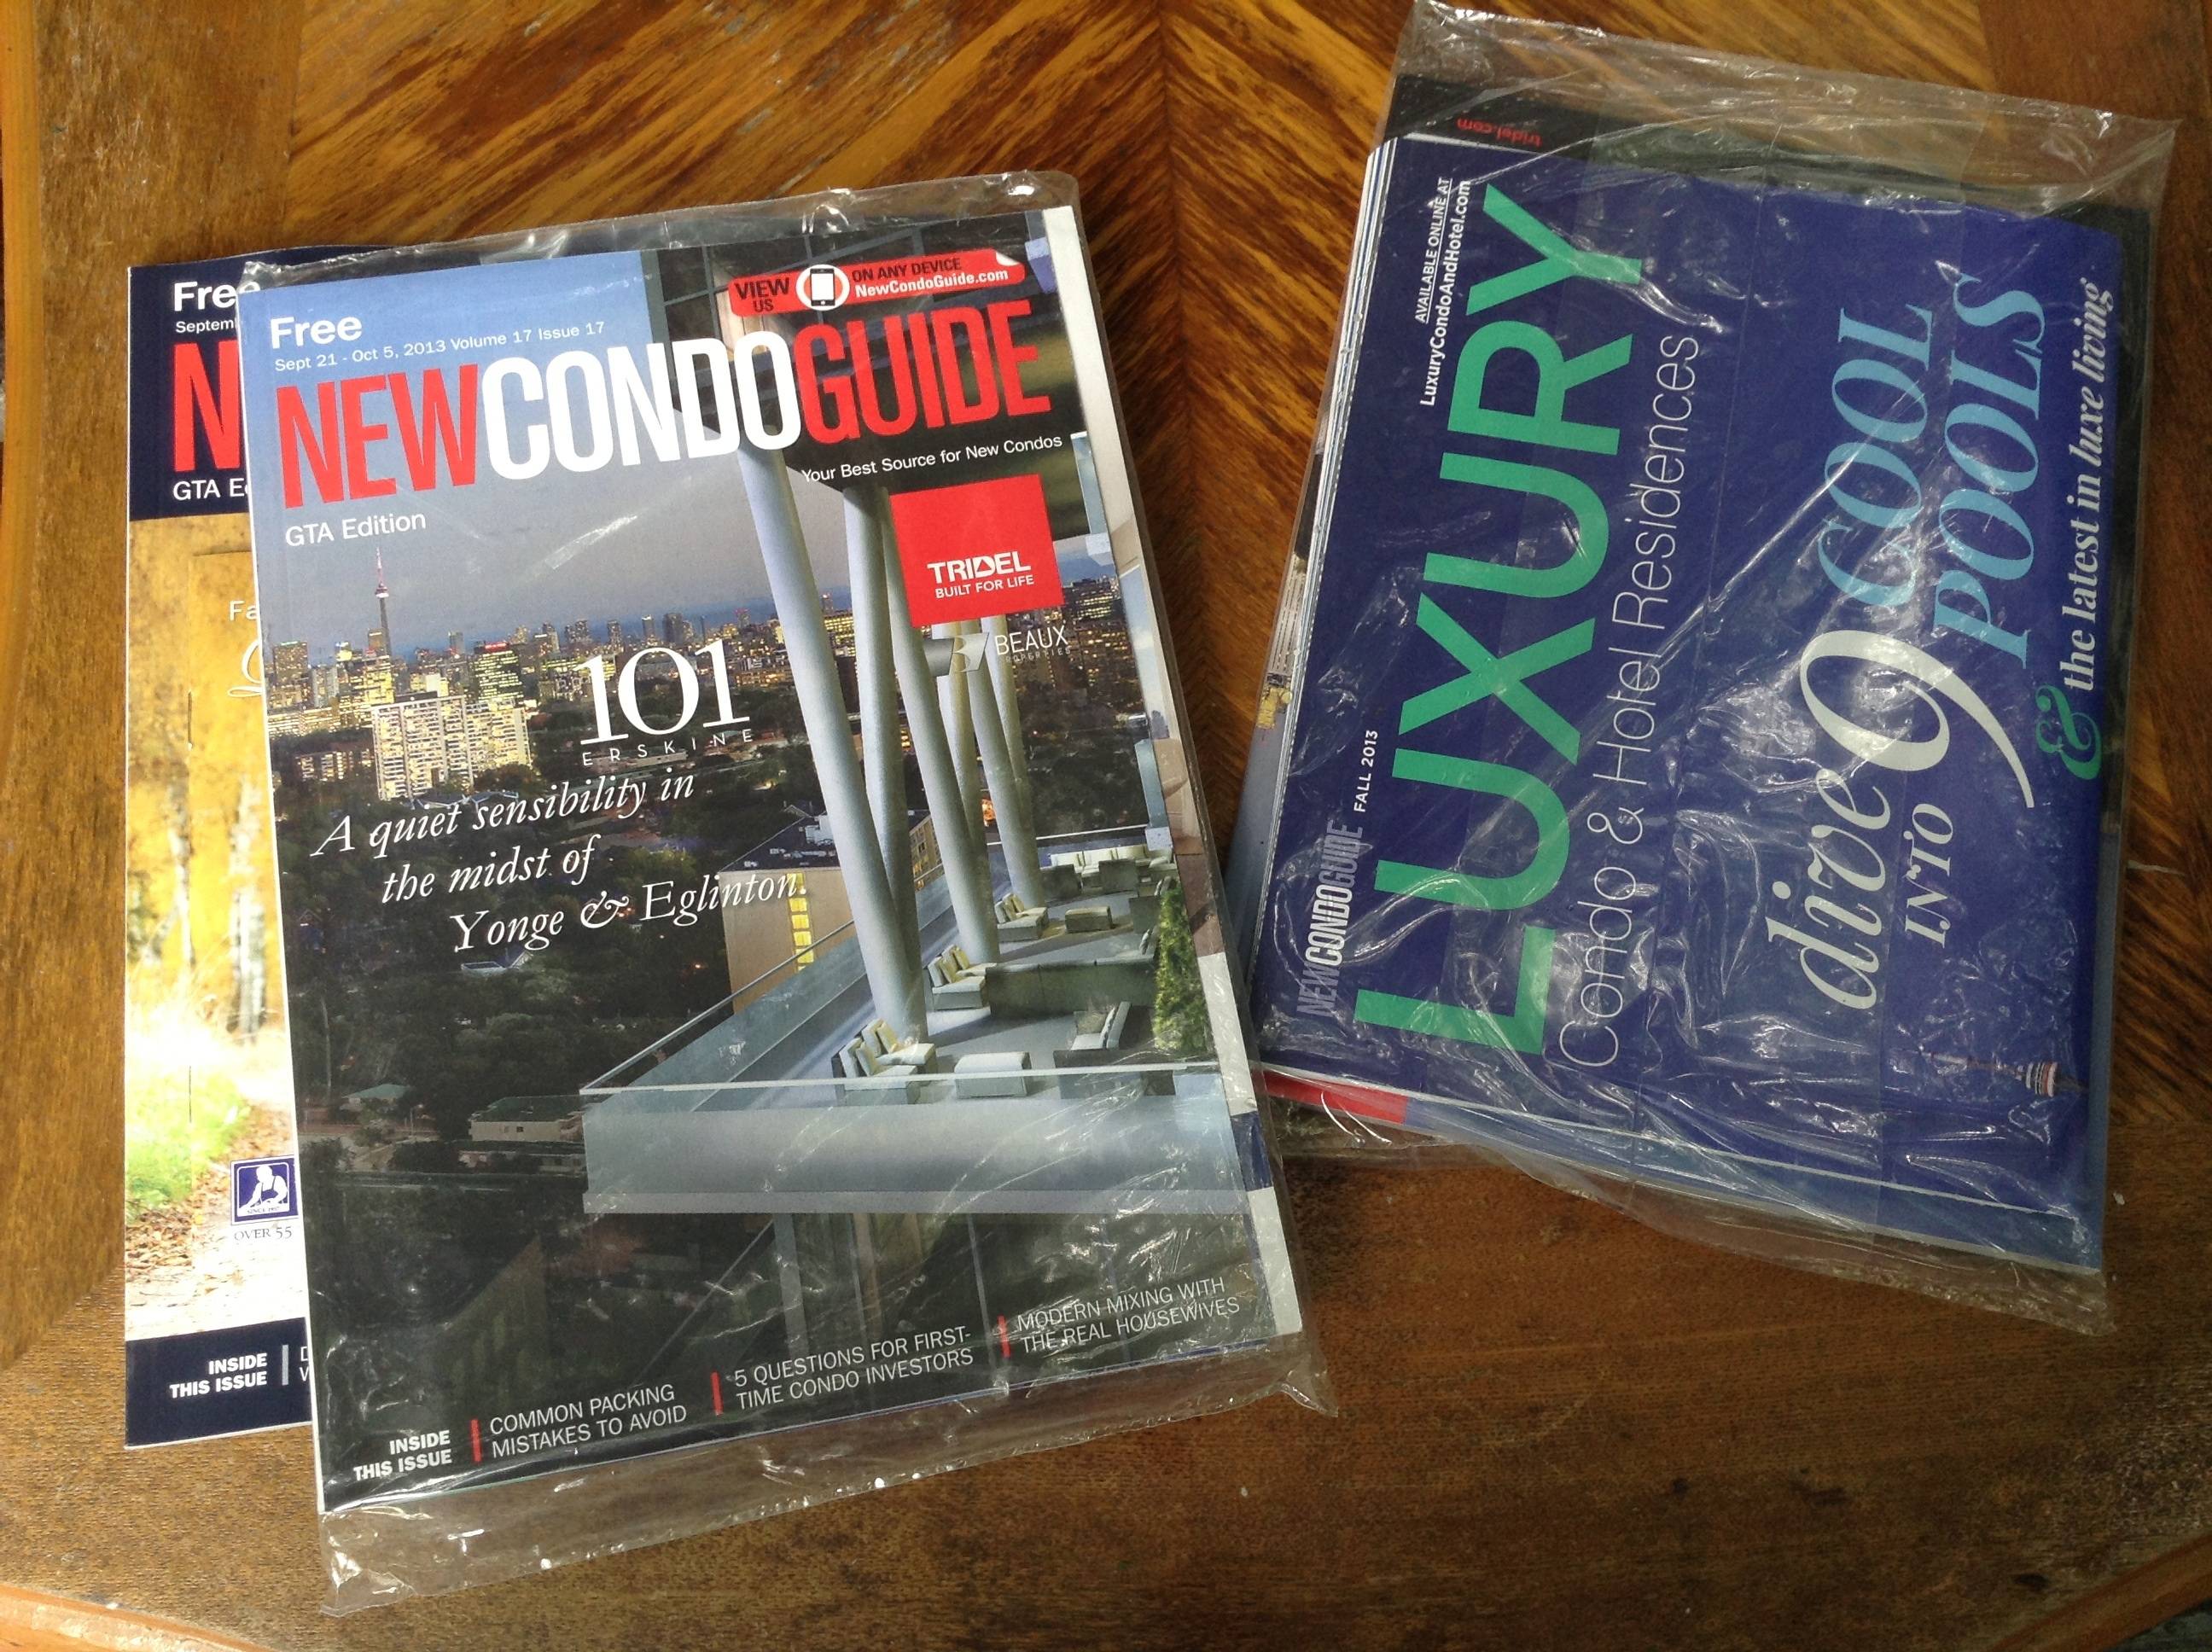 Free
GTA
INSIDE
THIS ISSUE
SINCE 1957
OVER 55
VIEW
US
ON ANY DEVICE
NewCondoGuide.com
Free
Sept 21 - Oct 5, 2013 Volume 17 Issue 17
NEWCONDOGUIDE
Your Best Source for New Condos
GTA Edition
TRIDEL
BUILT FOR LIFE
BEAUX
PROPERTIES
101
ERSKINE
A quiet sensibility in
the midst of
Yonge & Eglinton.
INSIDE
THIS ISSUE
COMMON PACKING
MISTAKES TO AVOID
5 QUESTIONS FOR FIRST-
TIME CONDO INVESTORS
MODERN MIXING WITH
THE REAL HOUSEWIVES
tridel.com
AVAILABLE ONLINE AT
LuxuryCondoAndHotel.com
NEWCONDOGUIDE FALL 2013
LUXURY
Condo & Hotel Residences
dive
INTO
9 COOL
POOLS
& the latest in luxe living